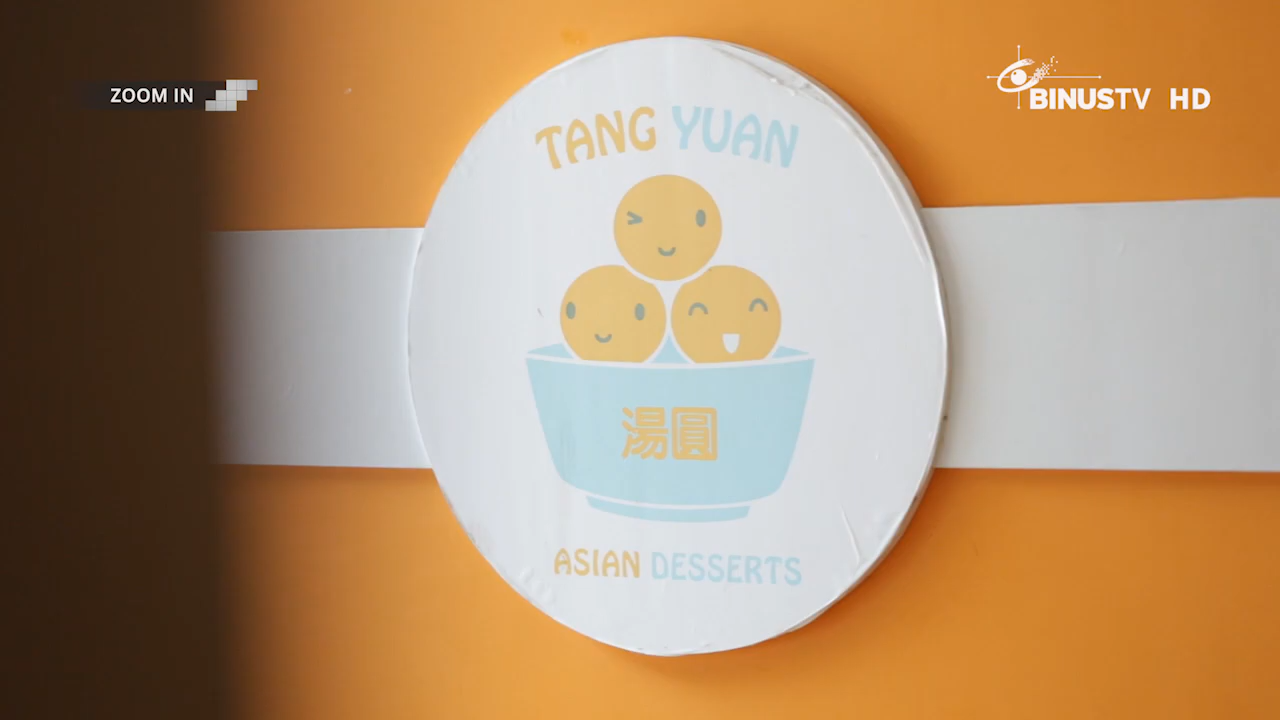 ZOOM IN
BINUSTV HD
TANG YUAN
湯圓
ASIAN DESSERTS